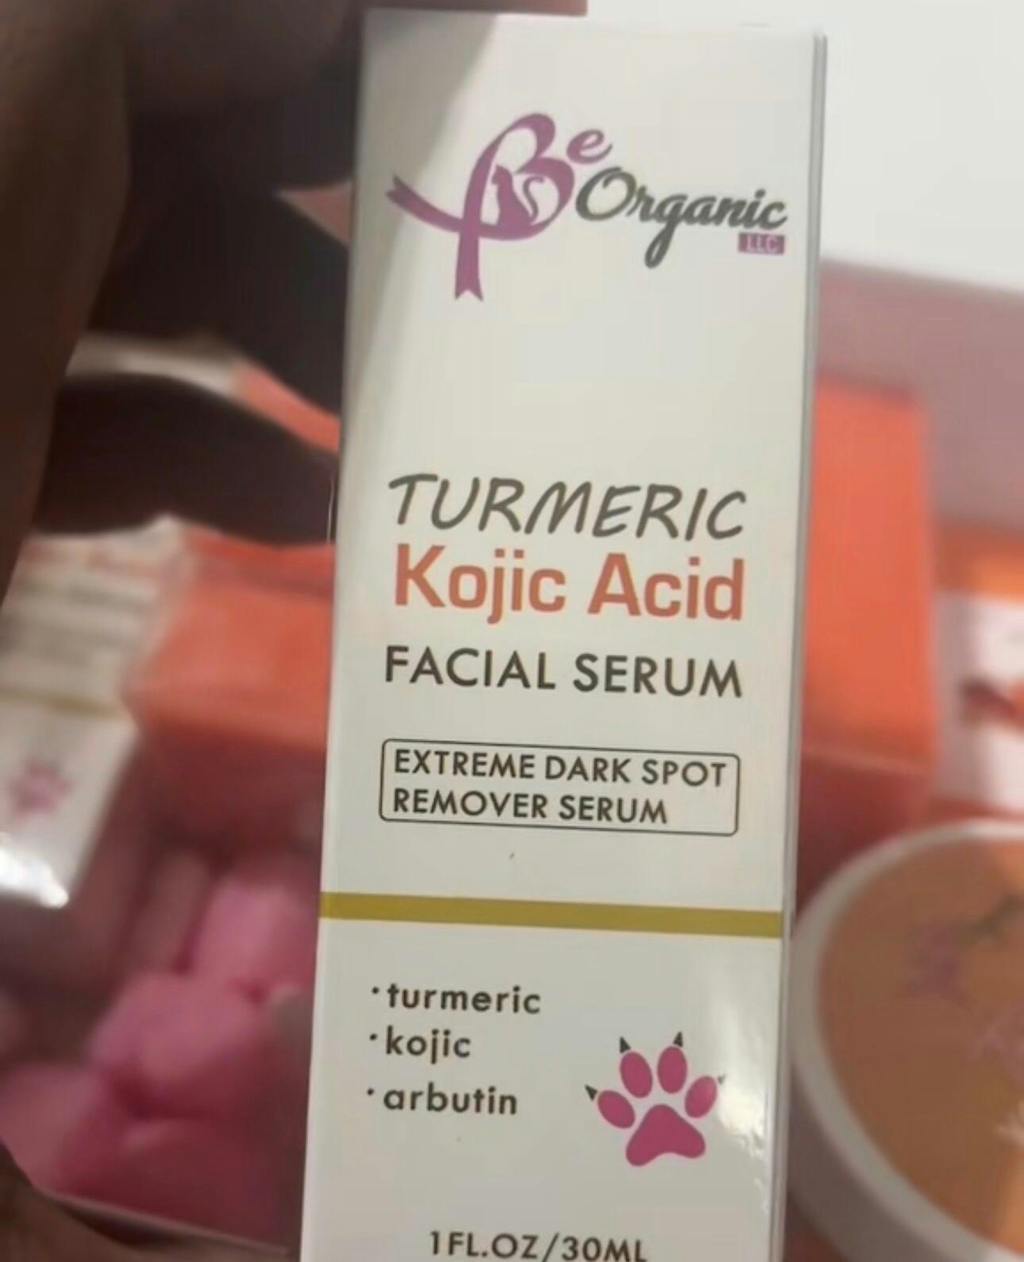 Be
Organic
LLC
TURMERIC
Kojic Acid
FACIAL SERUM
EXTREME DARK SPOT
REMOVER SERUM
·turmeric
·kojic
·arbutin
1FL.OZ/30ML